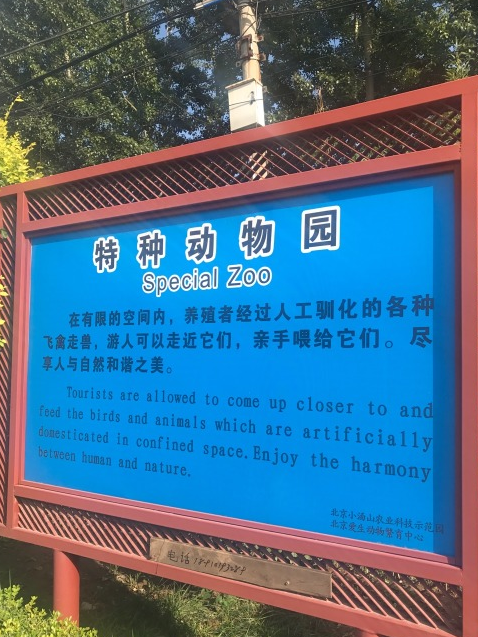 特种动物园
Special Zoo
在有限的空间内，养殖者经过人工驯化的各种
飞禽走兽，游人可以走近它们，亲手喂给它们。尽
享人与自然和谐之美。
Tourists are allowed to come up closer to and
feed the birds and animals which are artificially
domesticated in confined space.Enjoy the harmony
between human and nature.
北京小汤山农业科技示范园
北京爱生动物繁育中心
电话